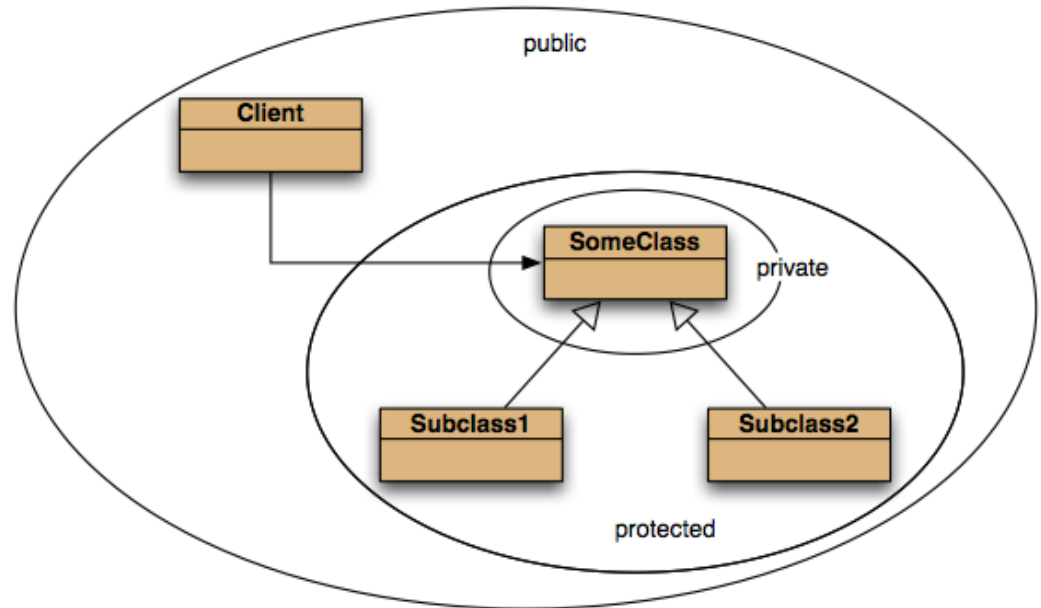 public
Client
SomeClass
private
Subclass1
Subclass2
protected